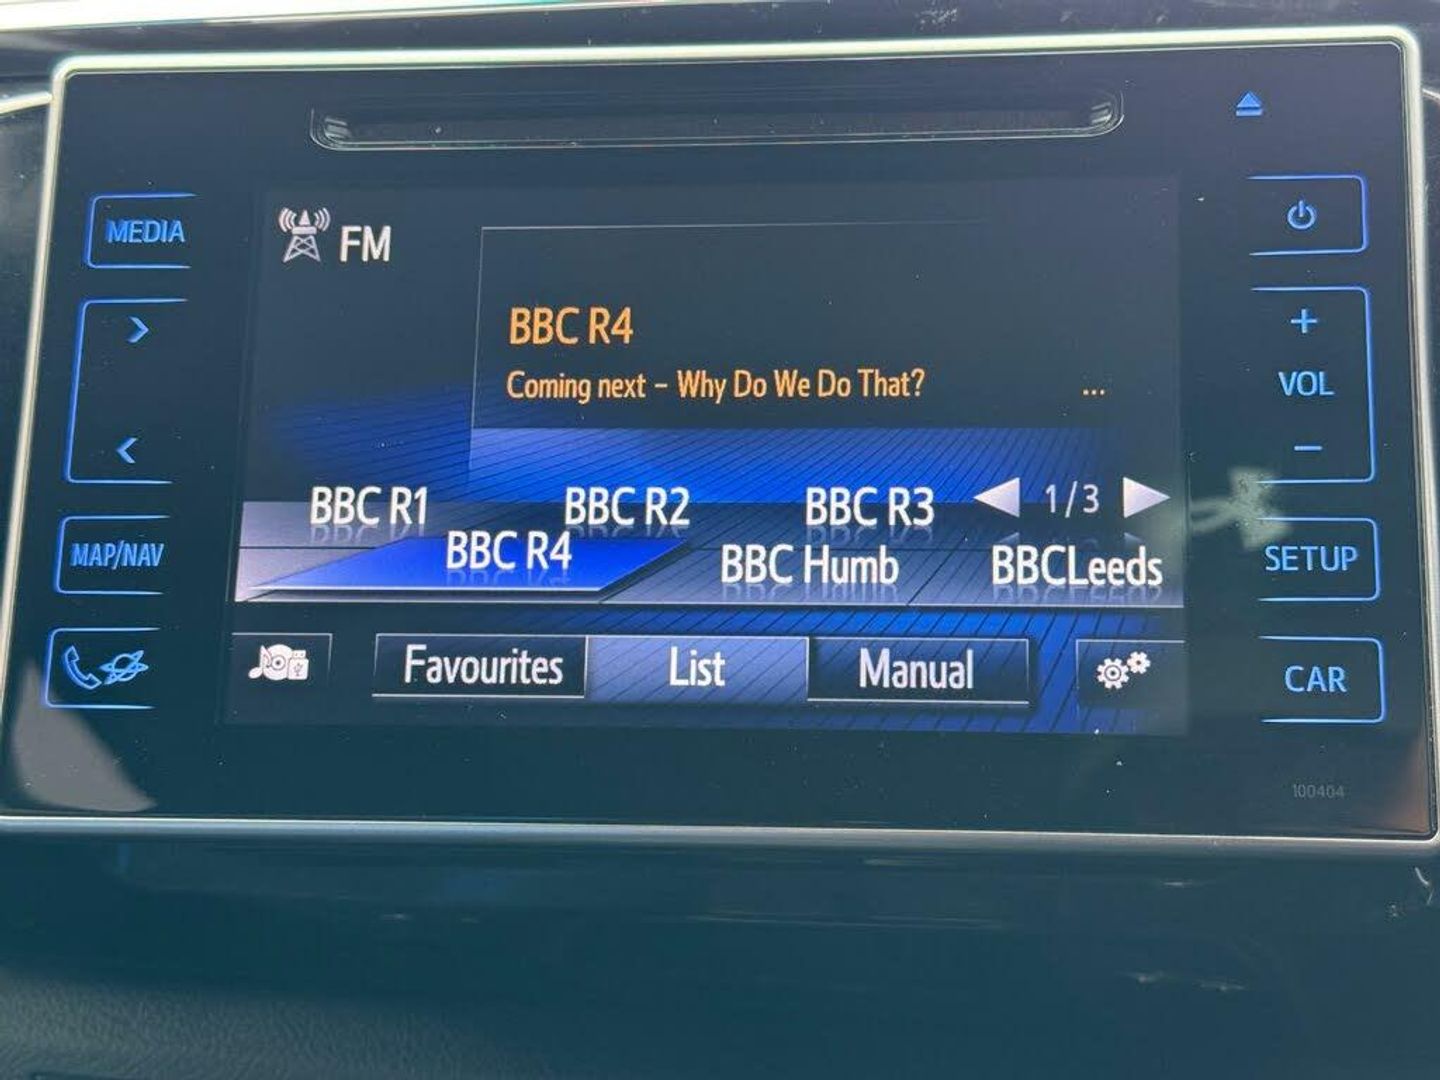 MEDIA
FM
BBC R4
Coming next – Why Do We Do That? ...
+
VOL
−
BBC R1 BBC R2 BBC R3 1/3
BBC R4 BBC Humb BBCLeeds
MAP/NAV
SETUP
Favourites List Manual
CAR
100404